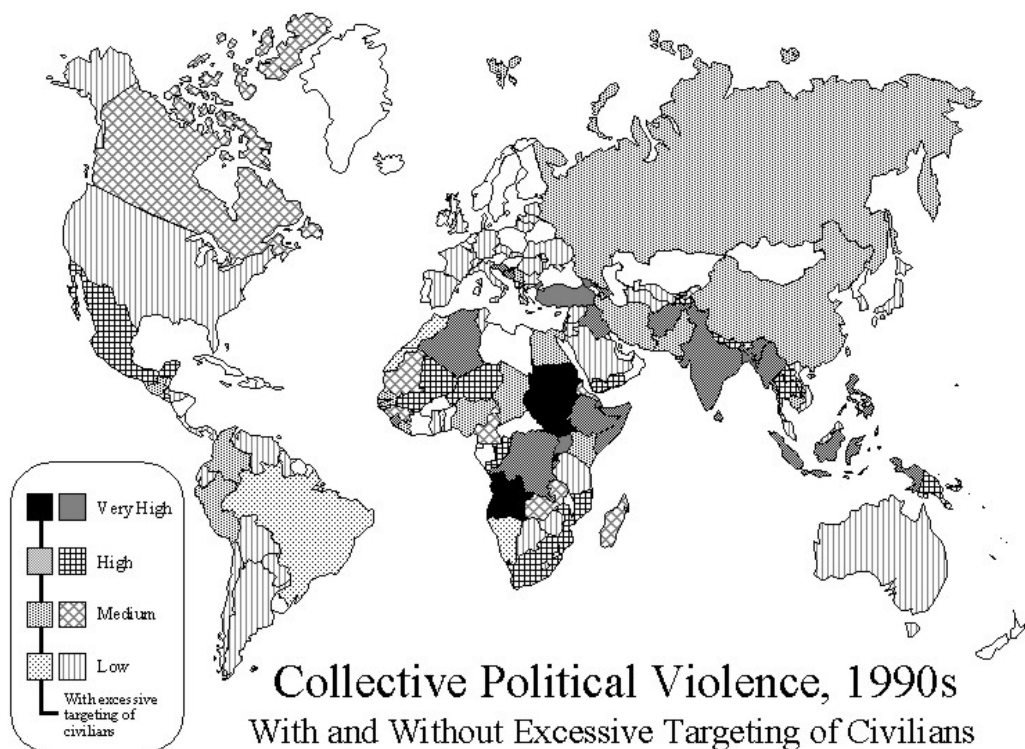 Very High
High
Medium
Low
With excessive
targeting of
civilians
Collective Political Violence, 1990s
With and Without Excessive Targeting of Civilians